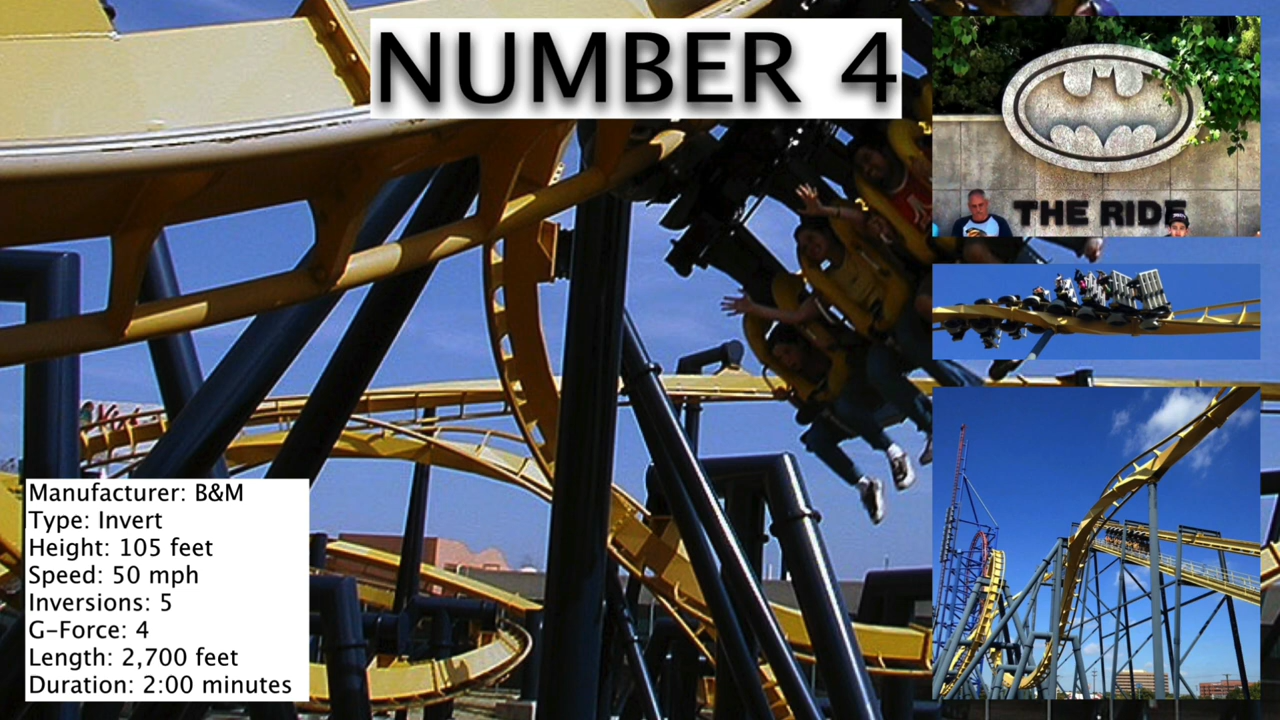 NUMBER 4
THE RIDE
Manufacturer: B&M
Type: Invert
Height: 105 feet
Speed: 50 mph
Inversions: 5
G-Force: 4
Length: 2,700 feet
Duration: 2:00 minutes